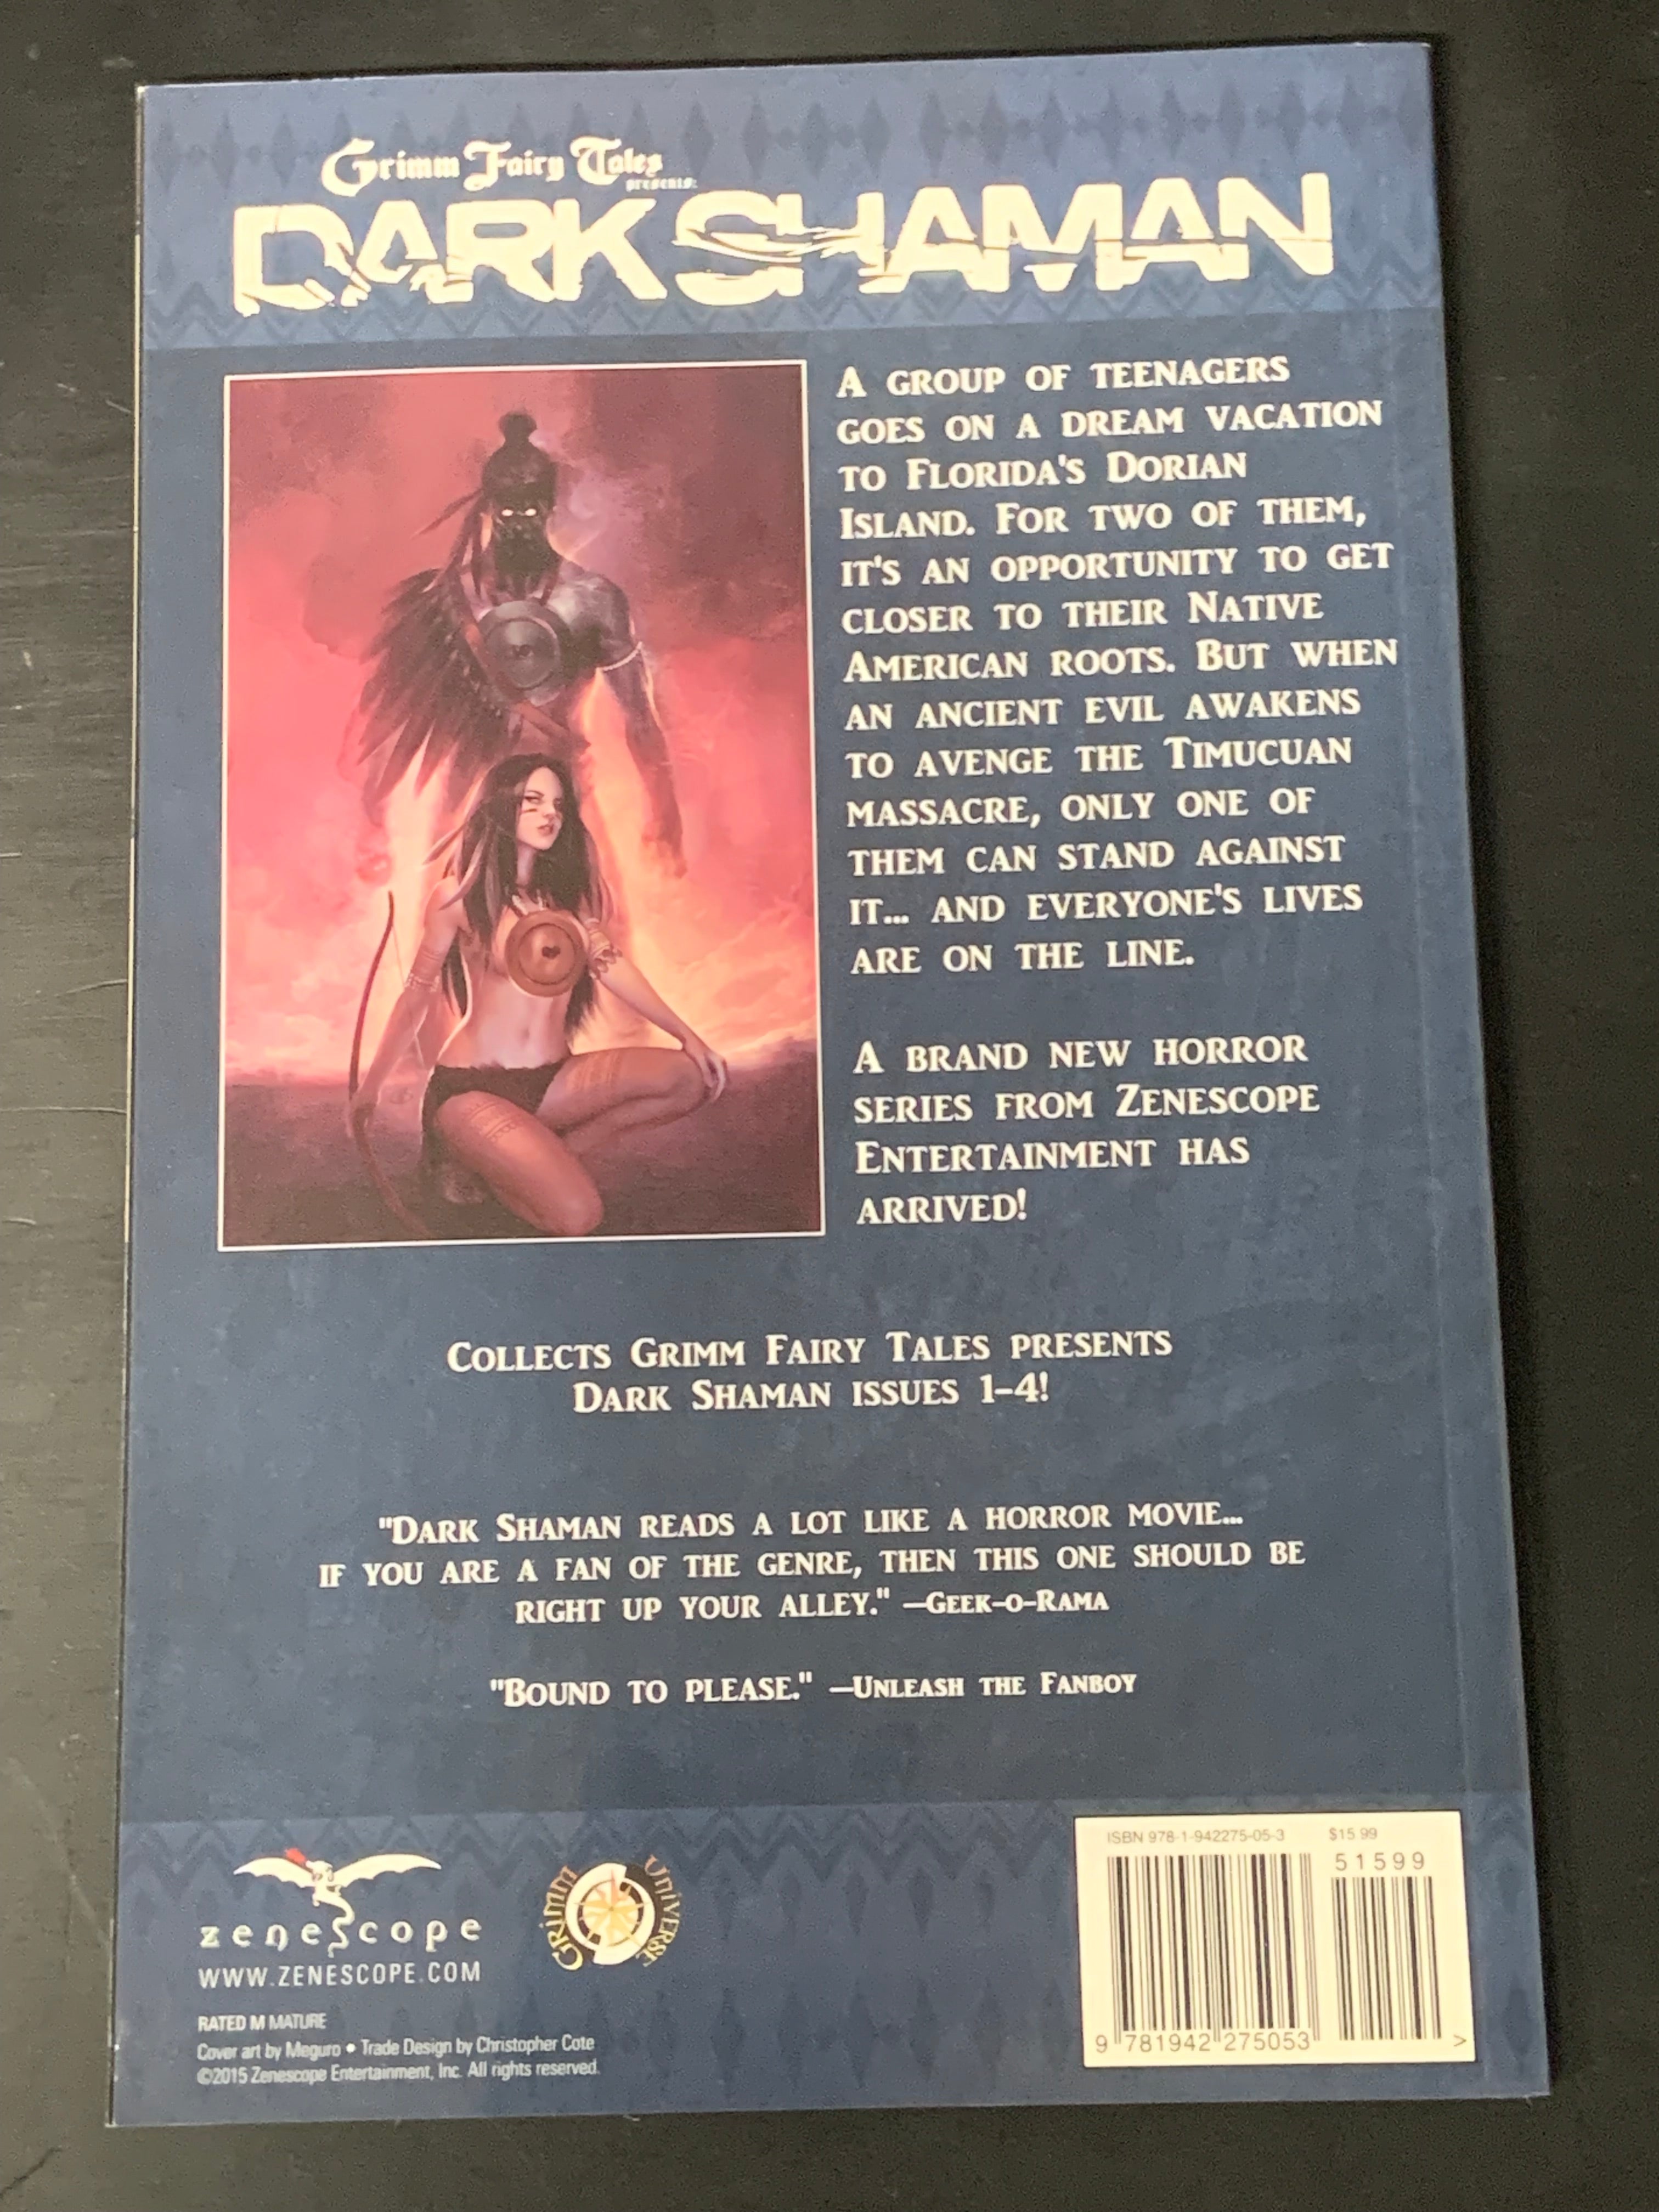 Grimm Fairy Tales
presents:
DARK SHAMAN
A GROUP OF TEENAGERS
GOES ON A DREAM VACATION
TO FLORIDA'S DORIAN
ISLAND. FOR TWO OF THEM,
IT'S AN OPPORTUNITY TO GET
CLOSER TO THEIR NATIVE
AMERICAN ROOTS. BUT WHEN
AN ANCIENT EVIL AWAKENS
TO AVENGE THE TIMUCUAN
MASSACRE, ONLY ONE OF
THEM CAN STAND AGAINST
IT... AND EVERYONE'S LIVES
ARE ON THE LINE.
A BRAND NEW HORROR
SERIES FROM ZENESCOPE
ENTERTAINMENT HAS
ARRIVED!
COLLECTS GRIMM FAIRY TALES PRESENTS
DARK SHAMAN ISSUES 1-4!
"DARK SHAMAN READS A LOT LIKE A HORROR MOVIE...
IF YOU ARE A FAN OF THE GENRE, THEN THIS ONE SHOULD BE
RIGHT UP YOUR ALLEY." —GEEK-O-RAMA
"BOUND TO PLEASE." —UNLEASH THE FANBOY
zenescope
WWW.ZENESCOPE.COM
GRIMM UNIVERSE
RATED M MATURE
Cover art by Meguro • Trade Design by Christopher Cote
©2015 Zenescope Entertainment, Inc. All rights reserved.
ISBN 978-1-942275-05-3 $15.99
51599
9 781942 275053 >